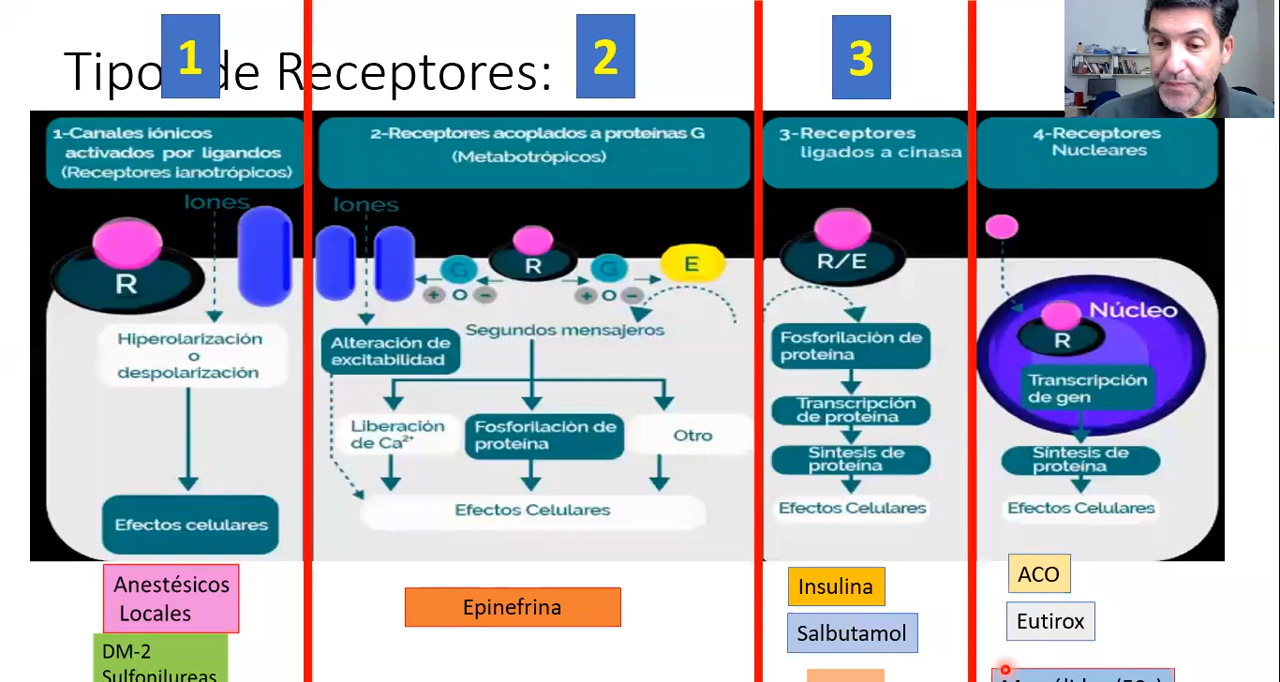 Tipo de Receptores:
1
2
3
1-Canales iónicos
activados por ligandos
(Receptores ianotrópicos)
Iones
R
Hiperolarización
o
despolarización
Efectos celulares
Anestésicos
Locales
DM-2
Sulfonilureas
2-Receptores acoplados a proteínas G
(Metabotrópicos)
Iones
G
R
G
E
+ o −
+ o −
Segundos mensajeros
Alteración de
excitabilidad
Liberación
de Ca²⁺
Fosforilaciòn de
proteína
Otro
Efectos Celulares
Epinefrina
3-Receptores
ligados a cinasa
R/E
Fosforilaciòn de
proteína
Transcripción
de proteína
Sintesis de
proteína
Efectos Celulares
Insulina
Salbutamol
4-Receptores
Nucleares
Núcleo
R
Transcripción
de gen
Síntesis de
proteína
Efectos Celulares
ACO
Eutirox